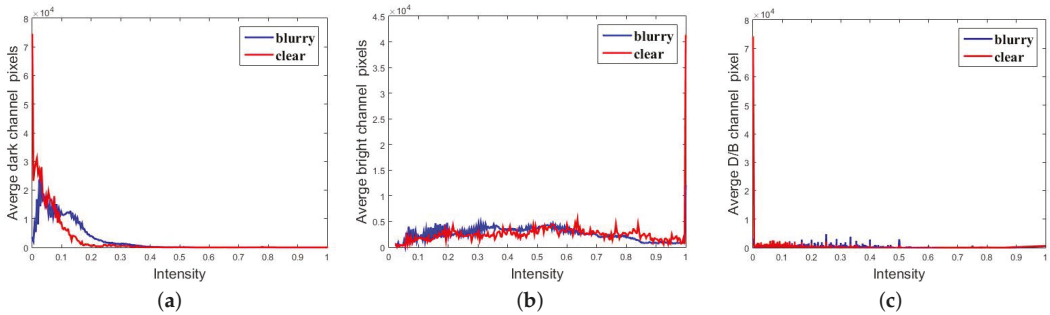 8 ×10⁴
blurry
clear
Averge dark channel pixels
7
6
5
4
3
2
1
0
0 0.1 0.2 0.3 0.4 0.5 0.6 0.7 0.8 0.9 1
Intensity
(a)
4.5 ×10⁴
blurry
clear
Averge bright channel pixels
4
3.5
3
2.5
2
1.5
1
0.5
0
0 0.1 0.2 0.3 0.4 0.5 0.6 0.7 0.8 0.9 1
Intensity
(b)
8 ×10⁴
blurry
clear
Averge D/B channel pixel
7
6
5
4
3
2
1
0
0 0.1 0.2 0.3 0.4 0.5 0.6 0.7 0.8 0.9 1
Intensity
(c)